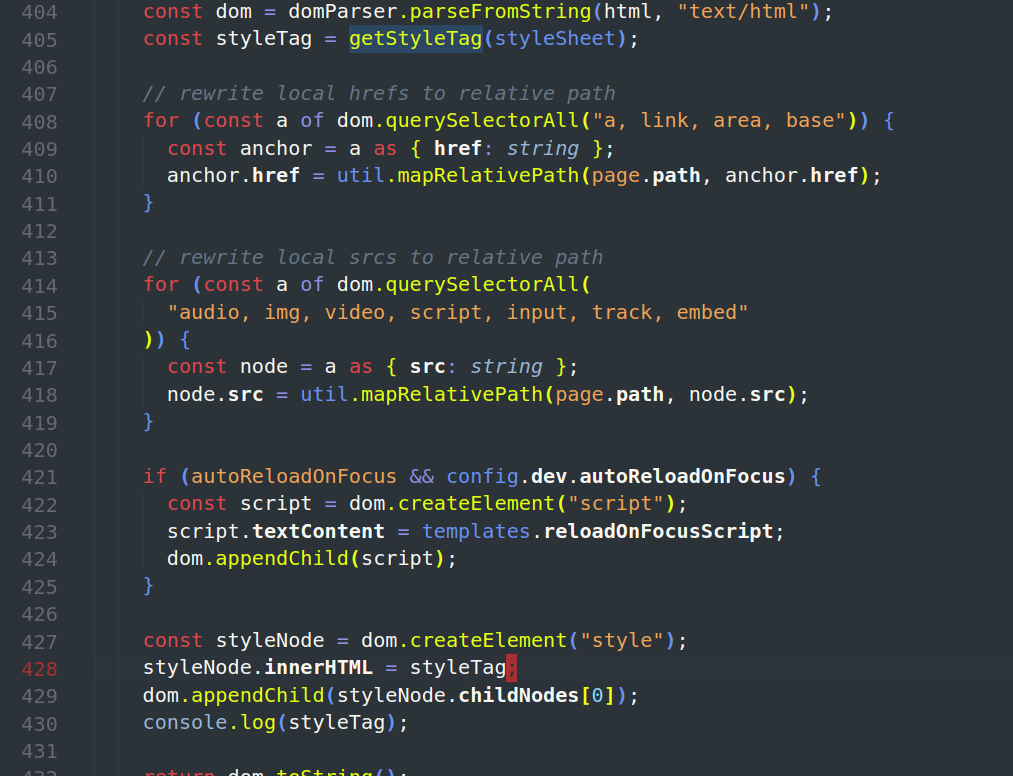 404 const dom = domParser.parseFromString(html, "text/html");
405 const styleTag = getStyleTag(styleSheet);
406
407 // rewrite local hrefs to relative path
408 for (const a of dom.querySelectorAll("a, link, area, base")) {
409 const anchor = a as { href: string };
410 anchor.href = util.mapRelativePath(page.path, anchor.href);
411 }
412
413 // rewrite local srcs to relative path
414 for (const a of dom.querySelectorAll(
415 "audio, img, video, script, input, track, embed"
416 )) {
417 const node = a as { src: string };
418 node.src = util.mapRelativePath(page.path, node.src);
419 }
420
421 if (autoReloadOnFocus && config.dev.autoReloadOnFocus) {
422 const script = dom.createElement("script");
423 script.textContent = templates.reloadOnFocusScript;
424 dom.appendChild(script);
425 }
426
427 const styleNode = dom.createElement("style");
428 styleNode.innerHTML = styleTag;
429 dom.appendChild(styleNode.childNodes[0]);
430 console.log(styleTag);
431
432 return dom.toString();